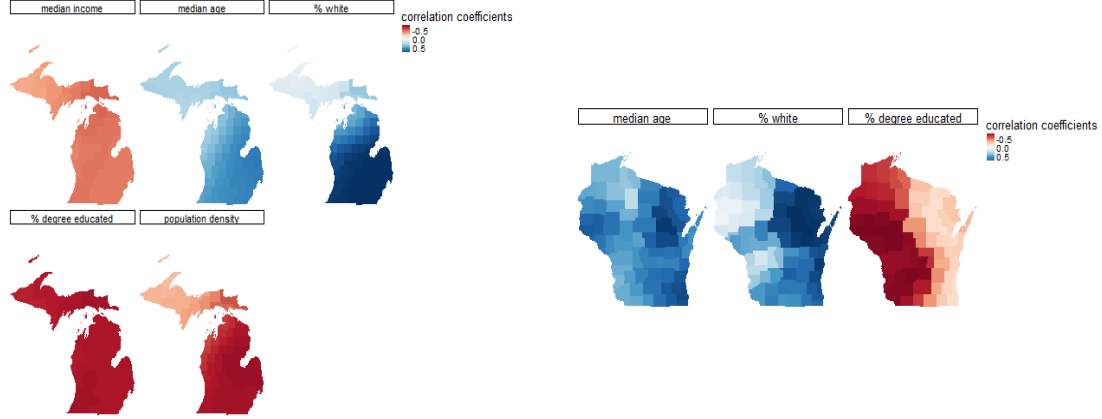 median income
median age
% white
correlation coefficients
-0.5
0.0
0.5
% degree educated
population density
median age
% white
% degree educated
correlation coefficients
-0.5
0.0
0.5